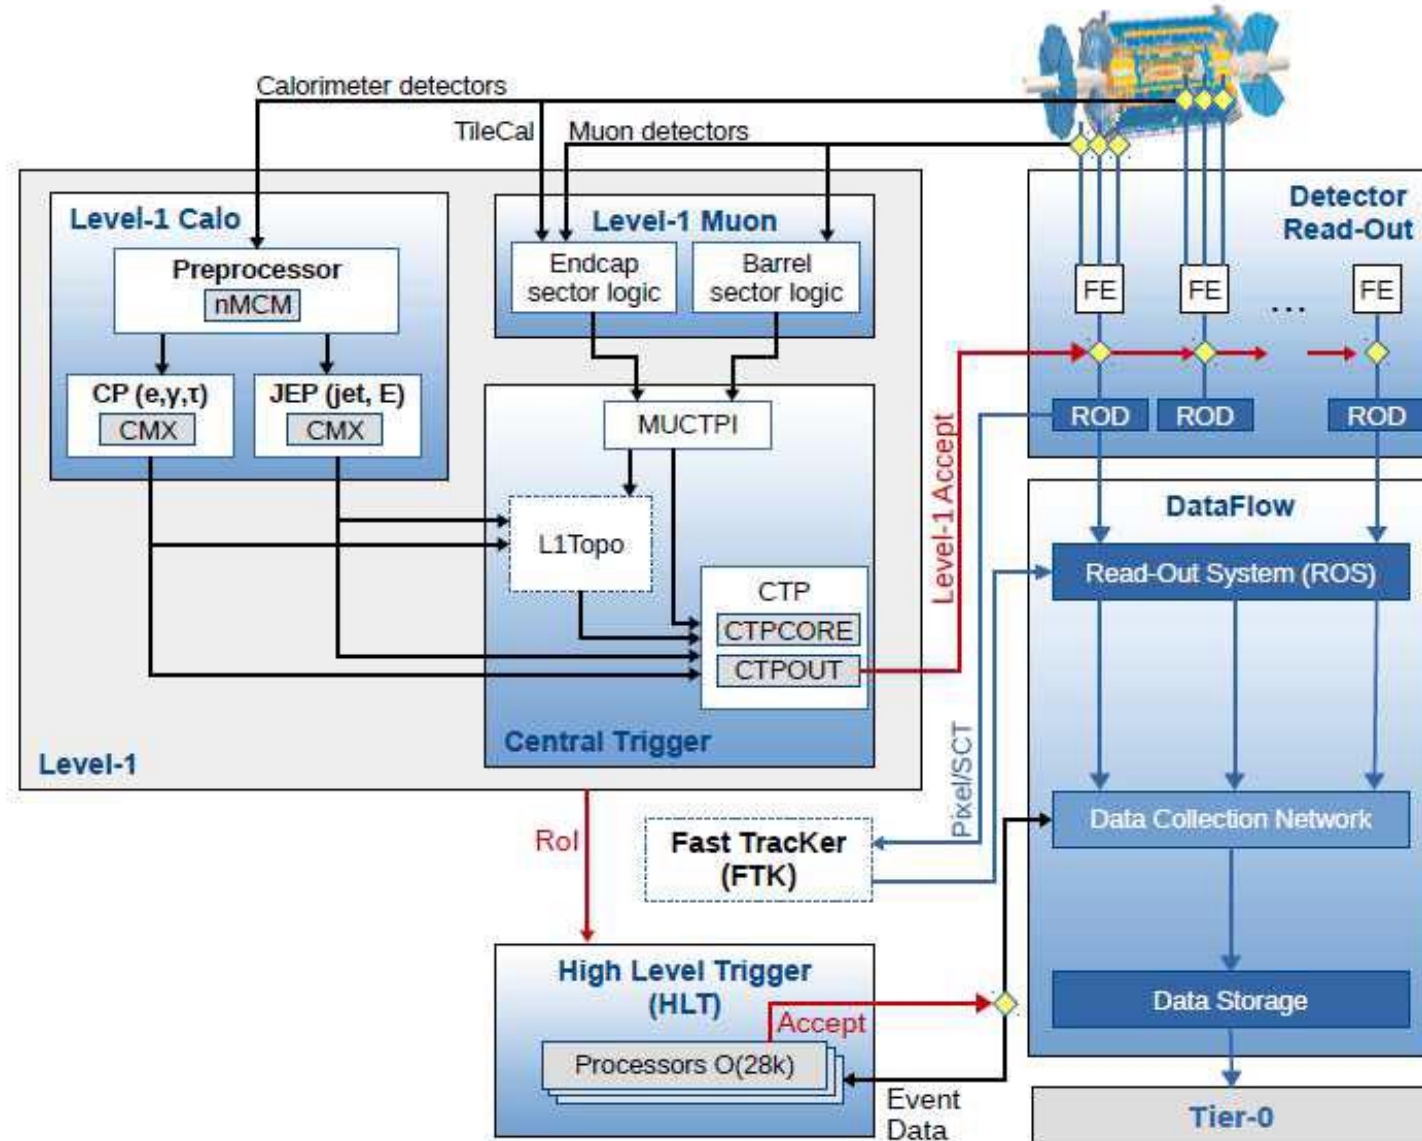 Calorimeter detectors
TileCal
Muon detectors
Level-1 Calo
Preprocessor
nMCM
CP (e,γ,τ)
CMX
JEP (jet, E)
CMX
Level-1 Muon
Endcap
sector logic
Barrel
sector logic
MUCTPI
L1Topo
CTP
CTPCORE
CTPOUT
Central Trigger
Level-1
Level-1 Accept
Detector
Read-Out
FE
FE
...
FE
ROD
ROD
ROD
DataFlow
Read-Out System (ROS)
Data Collection Network
Data Storage
Tier-0
Pixel/SCT
RoI
Fast TracKer
(FTK)
High Level Trigger
(HLT)
Accept
Processors O(28k)
Event
Data